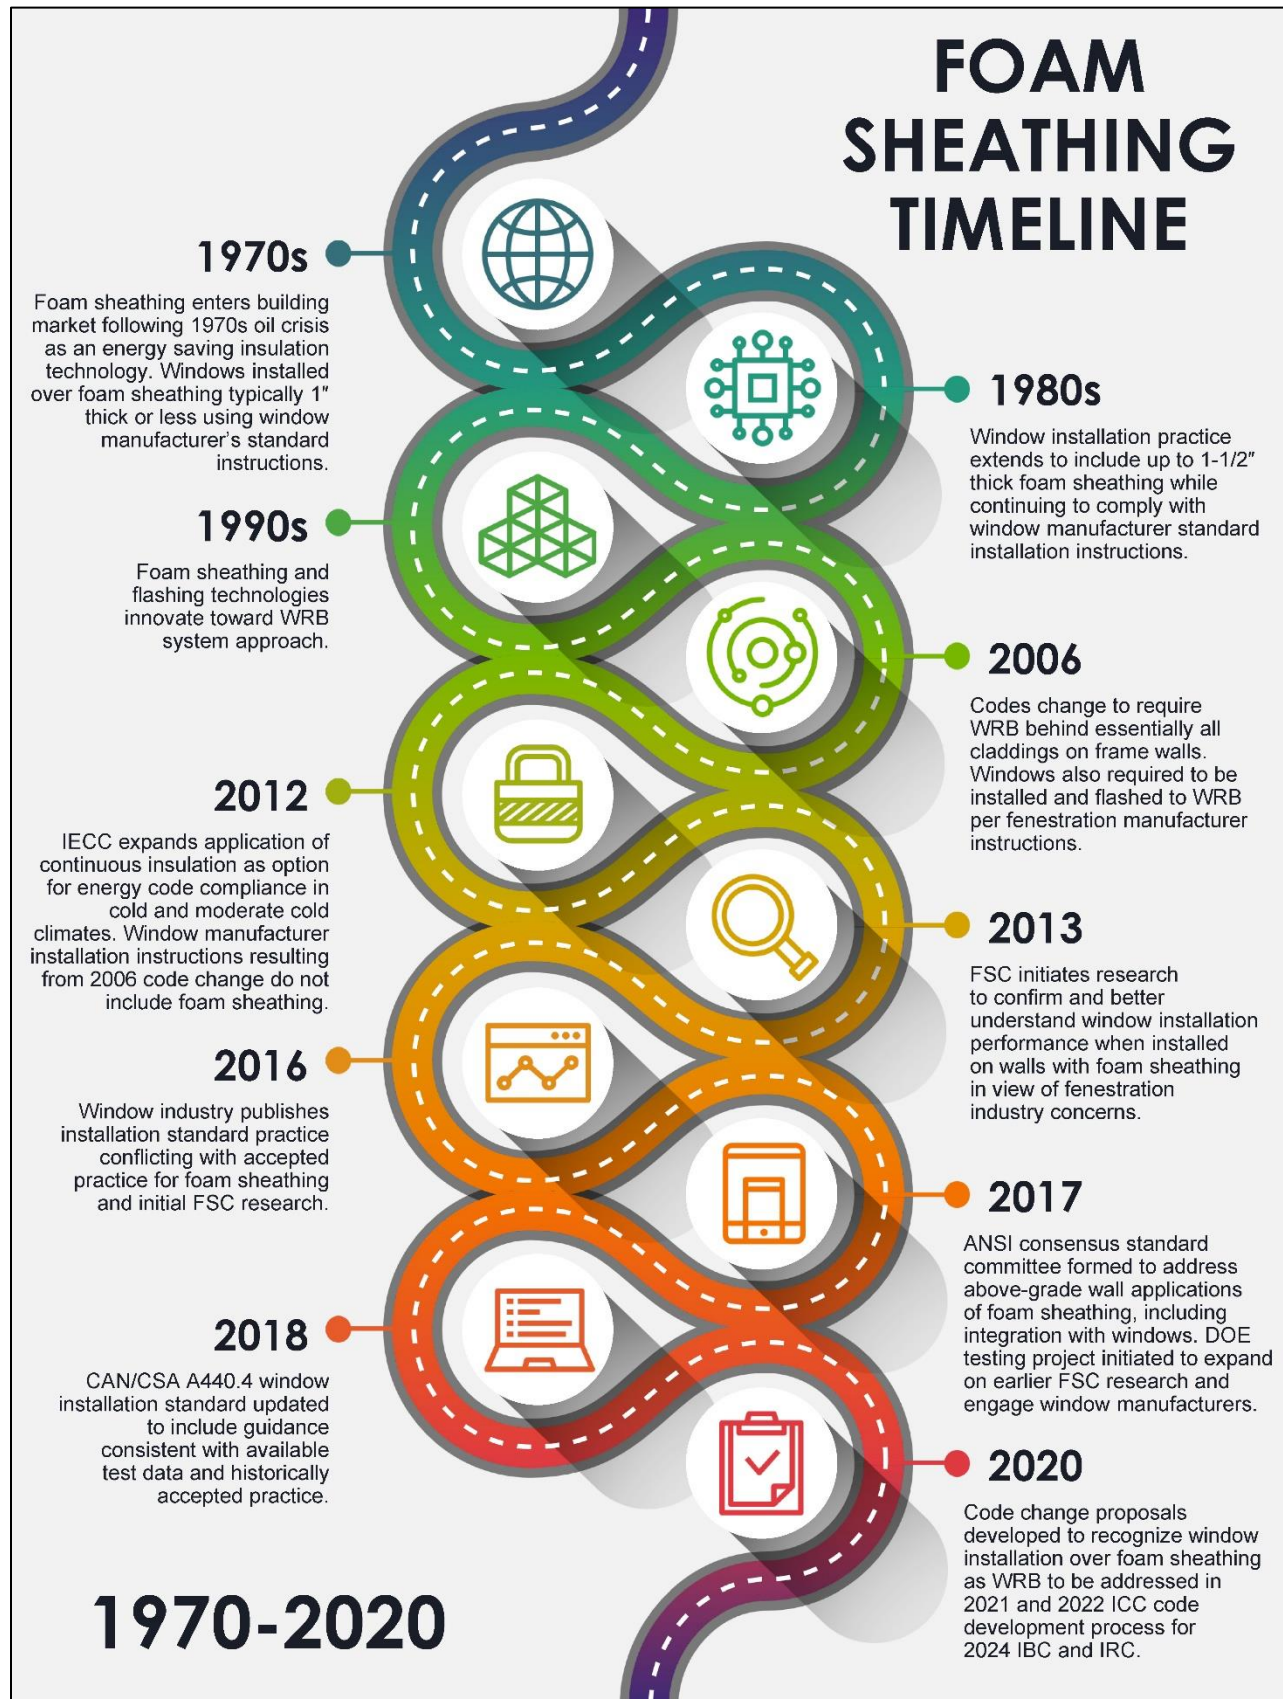 FOAM
SHEATHING
TIMELINE
1970s
Foam sheathing enters building
market following 1970s oil crisis
as an energy saving insulation
technology. Windows installed
over foam sheathing typically 1″
thick or less using window
manufacturer’s standard
instructions.
1980s
Window installation practice
extends to include up to 1-1/2″
thick foam sheathing while
continuing to comply with
window manufacturer standard
installation instructions.
1990s
Foam sheathing and
flashing technologies
innovate toward WRB
system approach.
2006
Codes change to require
WRB behind essentially all
claddings on frame walls.
Windows also required to be
installed and flashed to WRB
per fenestration manufacturer
instructions.
2012
IECC expands application of
continuous insulation as option
for energy code compliance in
cold and moderate cold
climates. Window manufacturer
installation instructions resulting
from 2006 code change do not
include foam sheathing.
2013
FSC initiates research
to confirm and better
understand window installation
performance when installed
on walls with foam sheathing
in view of fenestration
industry concerns.
2016
Window industry publishes
installation standard practice
conflicting with accepted
practice for foam sheathing
and initial FSC research.
2017
ANSI consensus standard
committee formed to address
above-grade wall applications
of foam sheathing, including
integration with windows. DOE
testing project initiated to expand
on earlier FSC research and
engage window manufacturers.
2018
CAN/CSA A440.4 window
installation standard updated
to include guidance
consistent with available
test data and historically
accepted practice.
2020
Code change proposals
developed to recognize window
installation over foam sheathing
as WRB to be addressed in
2021 and 2022 ICC code
development process for
2024 IBC and IRC.
1970-2020